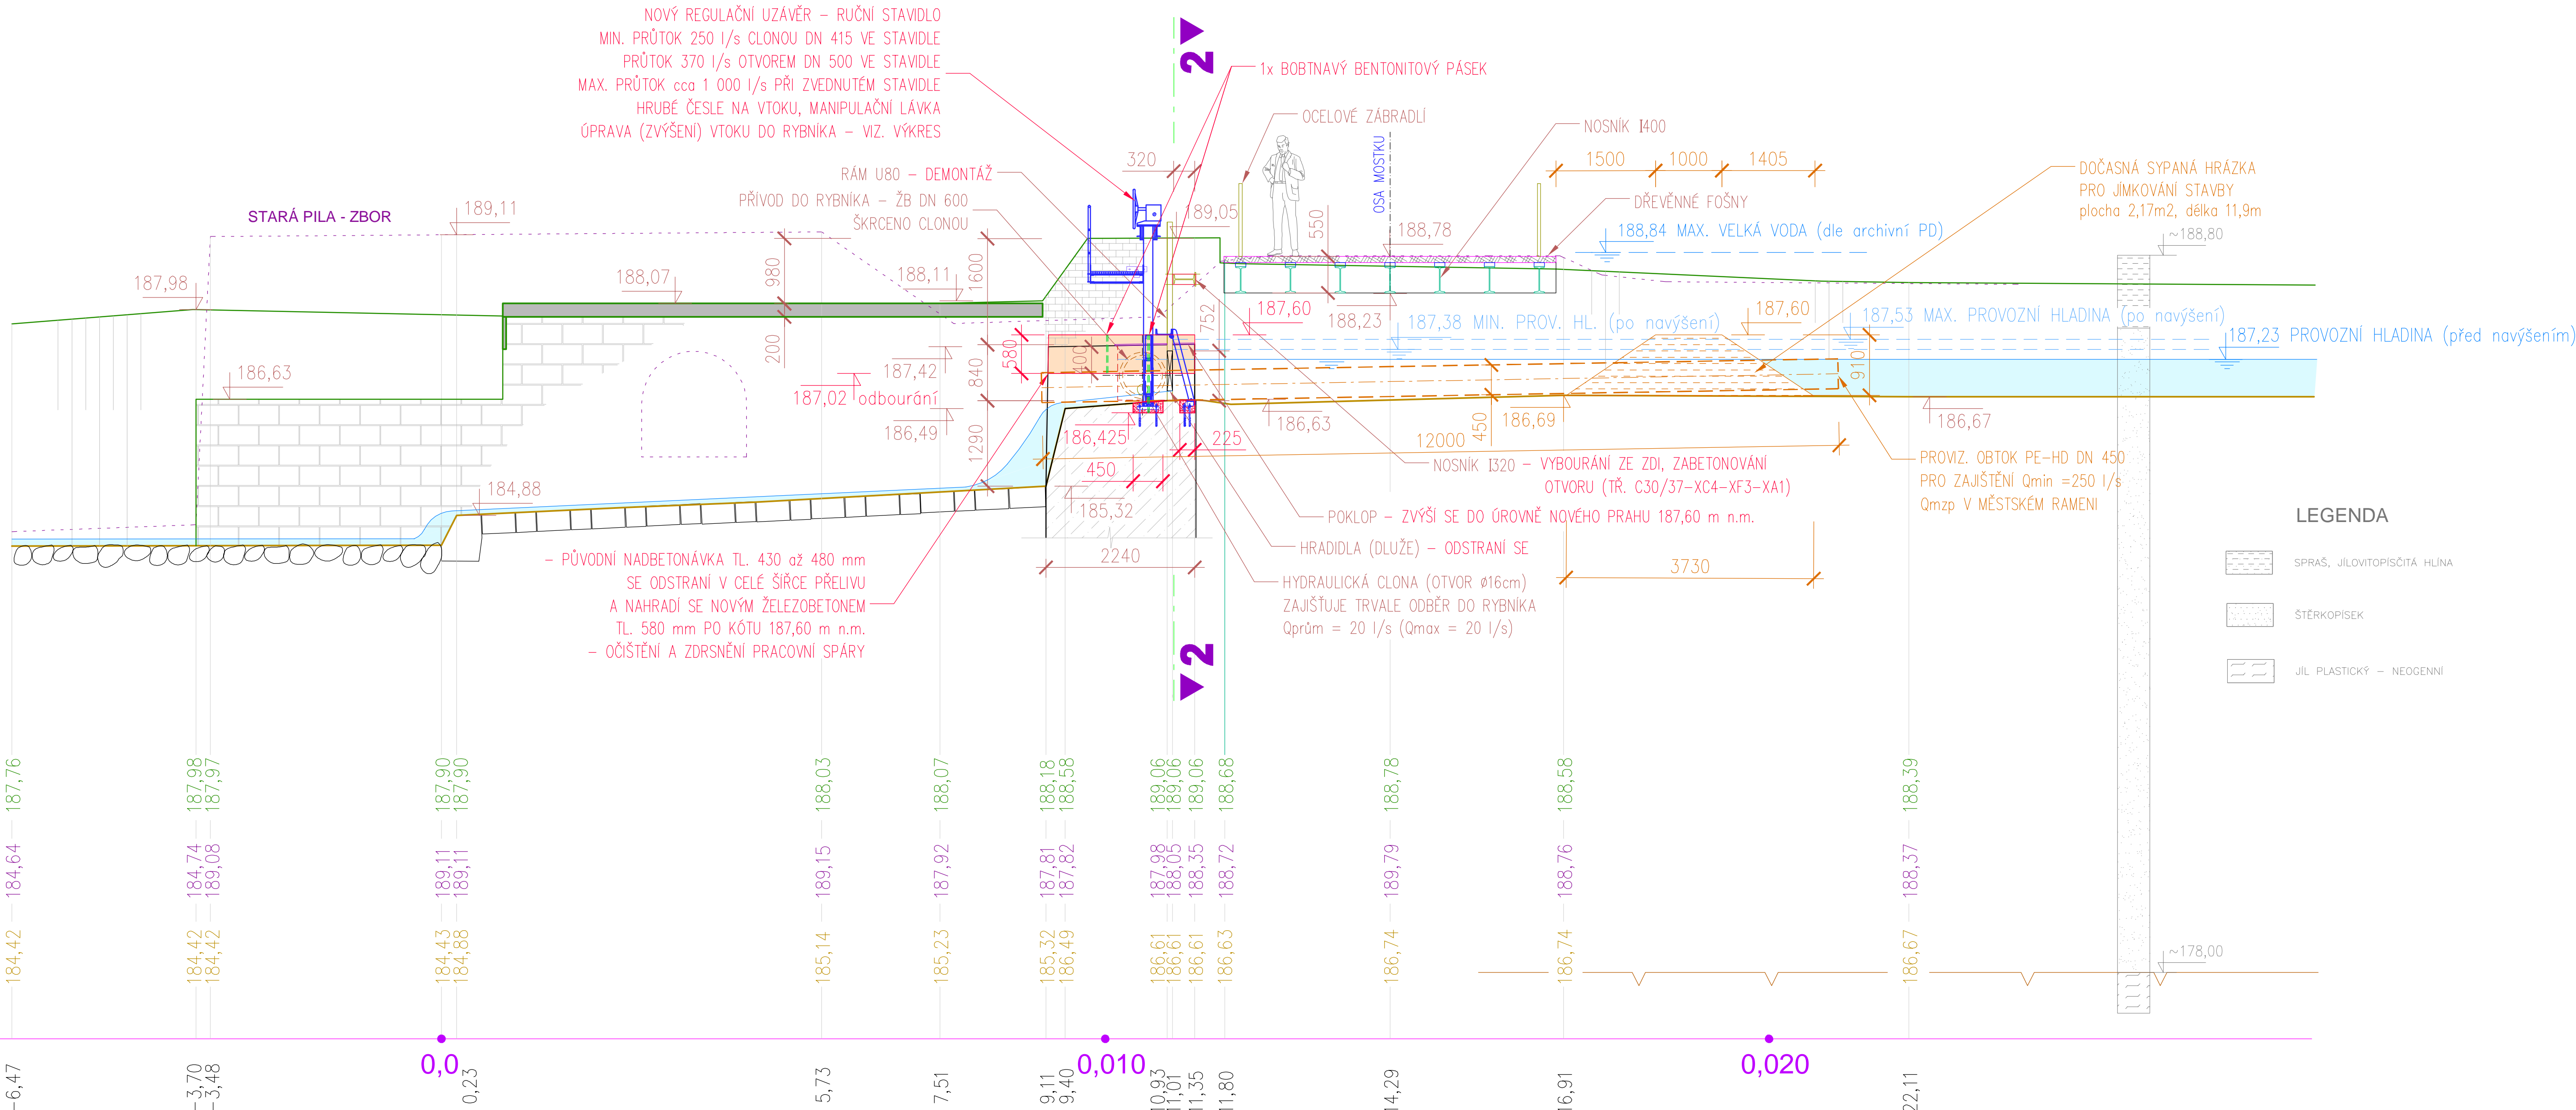 NOVÝ REGULAČNÍ UZÁVĚR – RUČNÍ STAVIDLO
MIN. PRŮTOK 250 l/s CLONOU DN 415 VE STAVIDLE
PRŮTOK 370 l/s OTVOREM DN 500 VE STAVIDLE
MAX. PRŮTOK cca 1 000 l/s PŘI ZVEDNUTÉM STAVIDLE
HRUBÉ ČESLE NA VTOKU, MANIPULAČNÍ LÁVKA
ÚPRAVA (ZVÝŠENÍ) VTOKU DO RYBNÍKA – VIZ. VÝKRES
2
1x BOBTNAVÝ BENTONITOVÝ PÁSEK
OCELOVÉ ZÁBRADLÍ
OSA MOSTKU
NOSNÍK I400
1500
1000
1405
DOČASNÁ SYPANÁ HRÁZKA
PRO JÍMKOVÁNÍ STAVBY
plocha 2,17m2, délka 11,9m
320
RÁM U80 – DEMONTÁŽ
PŘÍVOD DO RYBNÍKA – ŽB DN 600
ŠKRCENO CLONOU
STARÁ PILA - ZBOR
189,11
189,05
550
188,78
DŘEVĚNNÉ FOŠNY
188,84 MAX. VELKÁ VODA (dle archivní PD)
~188,80
187,98
188,07
980
188,11
1600
188,23
187,60
187,38 MIN. PROV. HL. (po navýšení)
187,60
187,53 MAX. PROVOZNÍ HLADINA (po navýšení)
187,23 PROVOZNÍ HLADINA (před navýšením)
200
580
400
752
910
187,42
840
186,63
187,02 odbourání
186,49
186,425
225
186,63
450
186,69
186,67
12000
1290
450
184,88
185,32
NOSNÍK I320 – VYBOURÁNÍ ZE ZDI, ZABETONOVÁNÍ
OTVORU (TŘ. C30/37-XC4-XF3-XA1)
PROVIZ. OBTOK PE-HD DN 450
PRO ZAJIŠTĚNÍ Qmin =250 l/s
Qmzp V MĚSTSKÉM RAMENI
POKLOP – ZVÝŠÍ SE DO ÚROVNĚ NOVÉHO PRAHU 187,60 m n.m.
HRADIDLA (DLUŽE) – ODSTRANÍ SE
2240
3730
HYDRAULICKÁ CLONA (OTVOR ø16cm)
ZAJIŠŤUJE TRVALE ODBĚR DO RYBNÍKA
Qprům = 20 l/s (Qmax = 20 l/s)
– PŮVODNÍ NADBETONÁVKA TL. 430 až 480 mm
SE ODSTRANÍ V CELÉ ŠÍŘCE PŘELIVU
A NAHRADÍ SE NOVÝM ŽELEZOBETONEM
TL. 580 mm PO KÓTU 187,60 m n.m.
– OČIŠTĚNÍ A ZDRSNĚNÍ PRACOVNÍ SPÁRY
2
LEGENDA
SPRAŠ, JÍLOVITOPÍSČITÁ HLÍNA
ŠTĚRKOPÍSEK
JÍL PLASTICKÝ – NEOGENNÍ
187,76 187,98 187,97 187,90 187,90 188,03 188,07 188,18 188,58 189,06 189,06 189,06 188,68 188,78 188,58 188,39
184,64 184,74 189,08 189,11 189,11 189,15 187,92 187,81 187,82 187,98 188,05 188,35 188,72 189,79 188,76 188,37
184,42 184,42 184,42 184,43 184,88 185,14 185,23 185,32 186,49 186,61 186,61 186,61 186,63 186,74 186,74 186,67
~178,00
0,0
0,010
0,020
-6,47 -3,70 -3,48 0,23 5,73 7,51 9,11 9,40 10,93 11,01 11,35 11,80 14,29 16,91 22,11